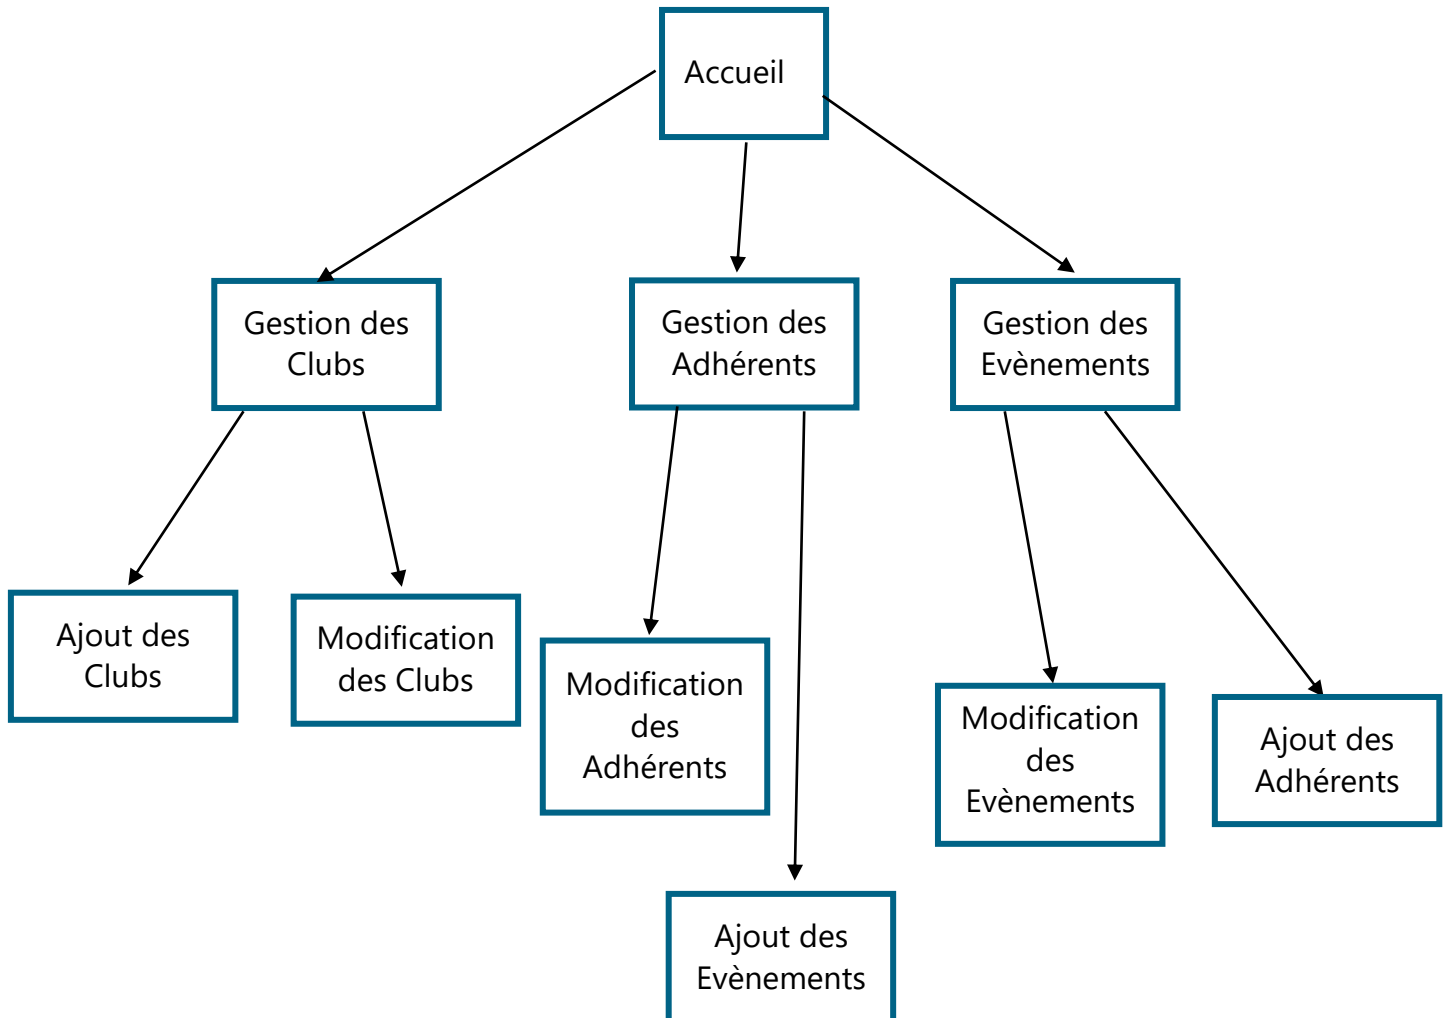 Accueil
Gestion des
Clubs
Gestion des
Adhérents
Gestion des
Evènements
Ajout des
Clubs
Modification
des Clubs
Modification
des
Adhérents
Modification
des
Evènements
Ajout des
Adhérents
Ajout des
Evènements